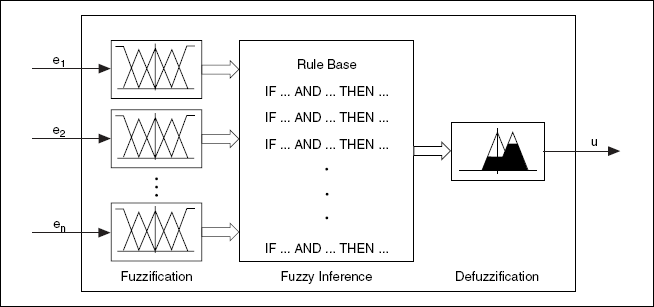 e1
e2
en
Rule Base
IF ... AND ... THEN ...
IF ... AND ... THEN ...
IF ... AND ... THEN ...
IF ... AND ... THEN ...
u
Fuzzification
Fuzzy Inference
Defuzzification